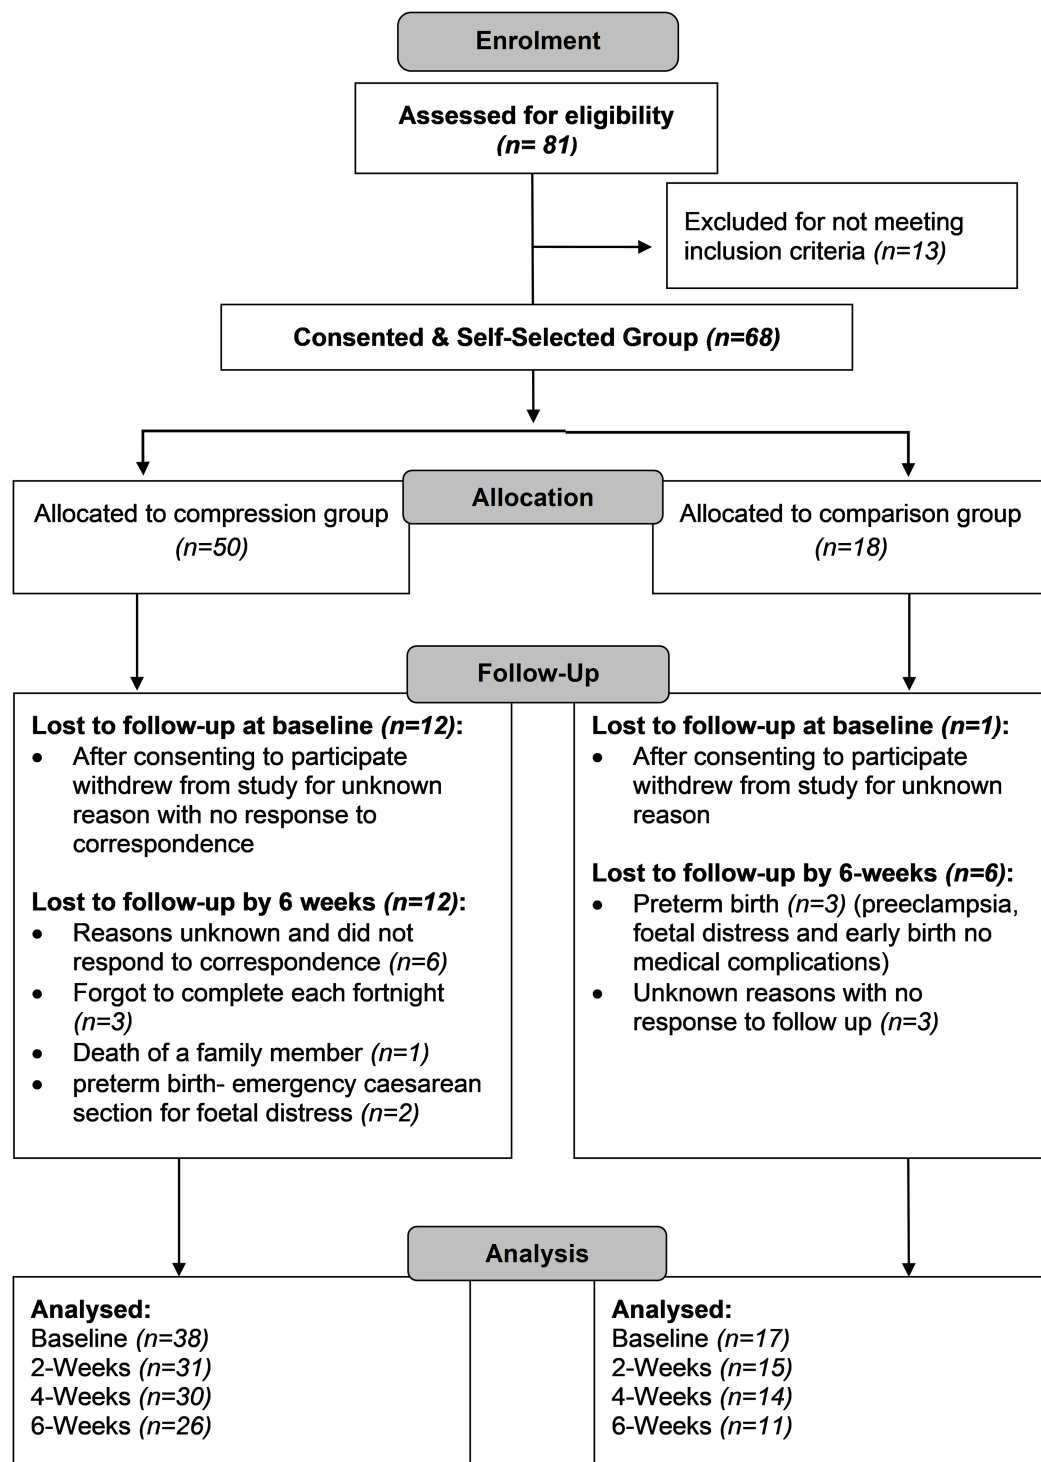 Enrolment
Assessed for eligibility
(n= 81)
Excluded for not meeting
inclusion criteria (n=13)
Consented & Self-Selected Group (n=68)
Allocation
Allocated to compression group
(n=50)
Allocated to comparison group
(n=18)
Follow-Up
Lost to follow-up at baseline (n=12):
• After consenting to participate
withdrew from study for unknown
reason with no response to
correspondence
Lost to follow-up by 6 weeks (n=12):
• Reasons unknown and did not
respond to correspondence (n=6)
• Forgot to complete each fortnight
(n=3)
• Death of a family member (n=1)
• preterm birth- emergency caesarean
section for foetal distress (n=2)
Lost to follow-up at baseline (n=1):
• After consenting to participate
withdrew from study for unknown
reason
Lost to follow-up by 6-weeks (n=6):
• Preterm birth (n=3) (preeclampsia,
foetal distress and early birth no
medical complications)
• Unknown reasons with no
response to follow up (n=3)
Analysis
Analysed:
Baseline (n=38)
2-Weeks (n=31)
4-Weeks (n=30)
6-Weeks (n=26)
Analysed:
Baseline (n=17)
2-Weeks (n=15)
4-Weeks (n=14)
6-Weeks (n=11)